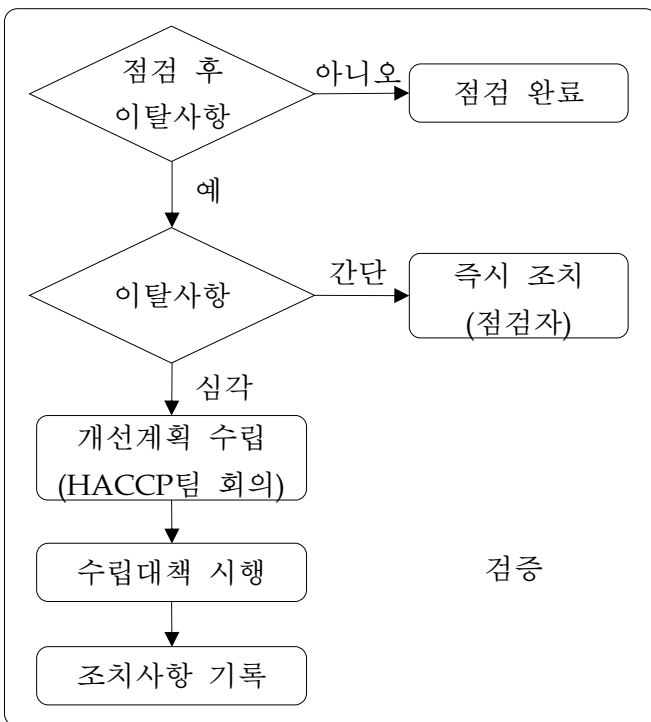 점검 후
이탈사항
아니오
점검 완료
예
이탈사항
간단
즉시 조치
(점검자)
심각
개선계획 수립
(HACCP팀 회의)
수립대책 시행
검증
조치사항 기록